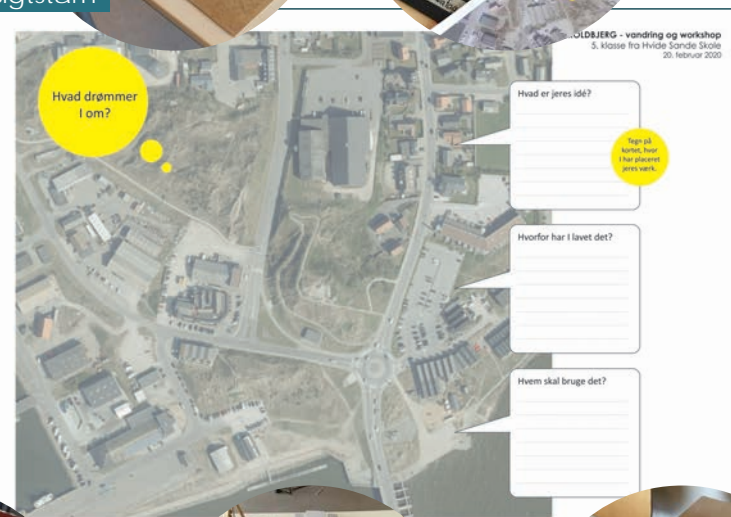 OLDBJERG - vandring og workshop
5. klasse fra Hvide Sande Skole
20. februar 2020
Hvad drømmer
I om?
Hvad er jeres idé?
Tegn på
kortet, hvor
I har placeret
jeres værk.
Hvorfor har I lavet det?
Hvem skal bruge det?